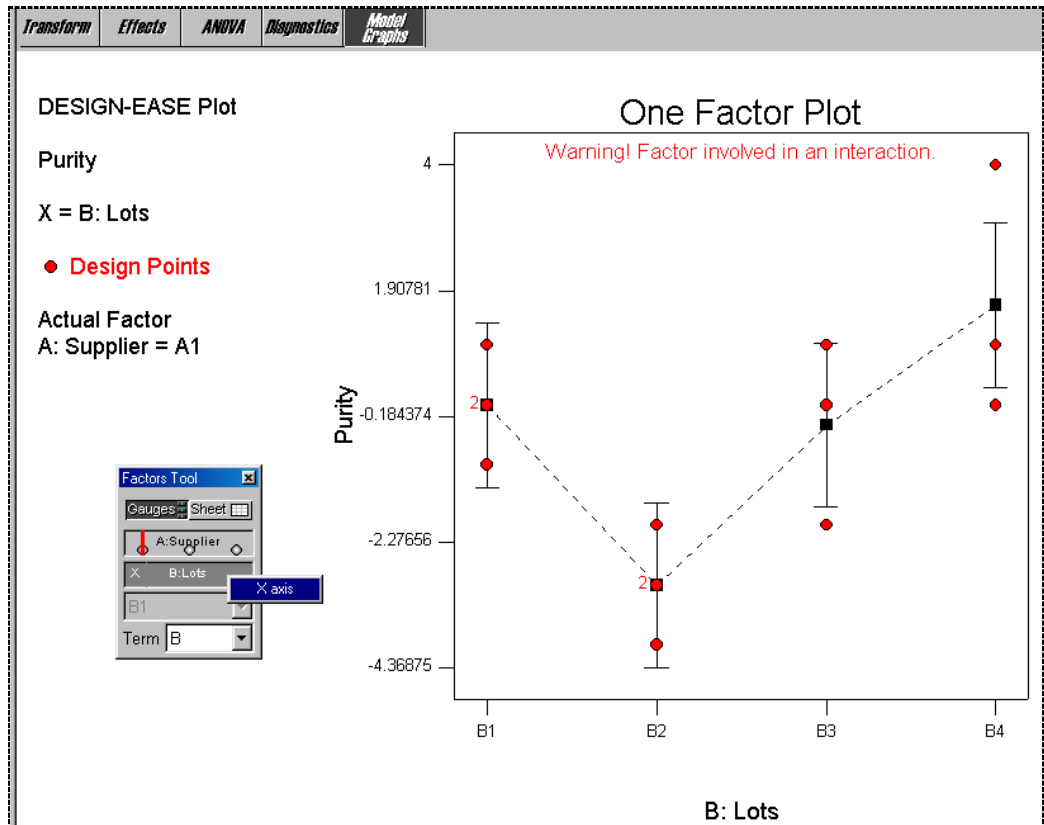 Transform Effects ANOVA Diagnostics Model Graphs
DESIGN-EASE Plot
Purity
X = B: Lots
Design Points
Actual Factor
A: Supplier = A1
Factors Tool
Gauges Sheet
A:Supplier
X B:Lots
X axis
B1
Term B
One Factor Plot
Warning! Factor involved in an interaction.
4
1.90781
-0.184374
-2.27656
-4.36875
Purity
2
2
B1 B2 B3 B4
B: Lots